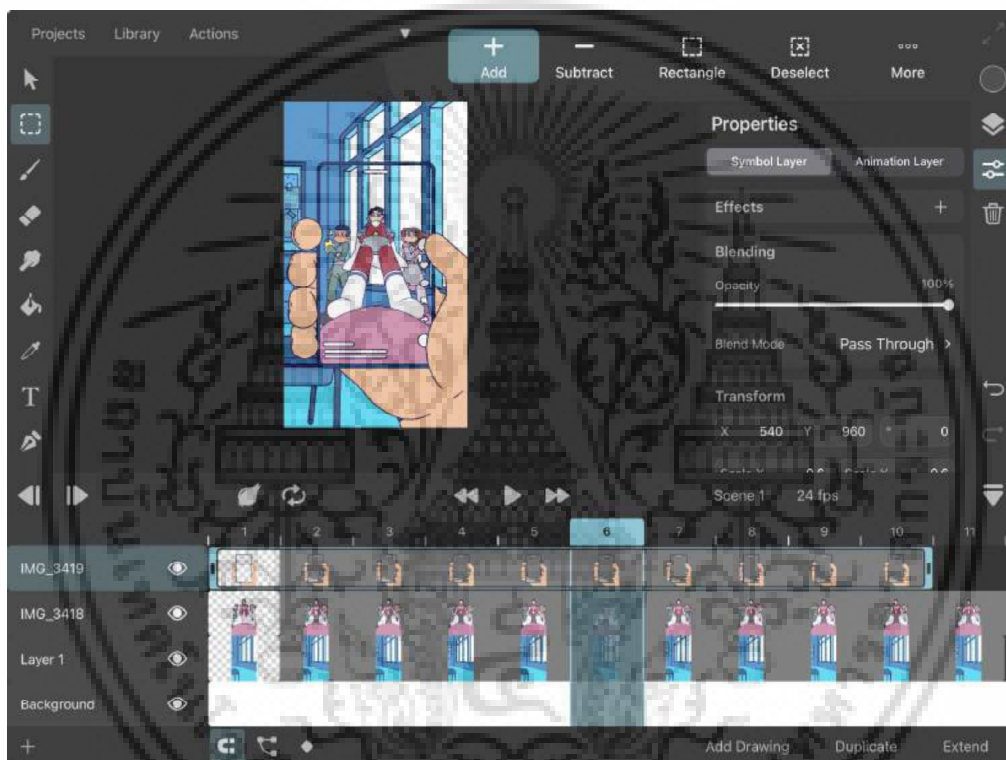 Projects Library Actions
Add Subtract Rectangle Deselect More
Properties
Symbol Layer Animation Layer
Effects +
Blending
Opacity 100%
Blend Mode Pass Through >
Transform
X 540 Y 960 ° 0
T
Scene 1 24 fps
1 2 3 4 5 6 7 8 9 10 11
IMG_3419
IMG_3418
Layer 1
Background
+ Add Drawing Duplicate Extend